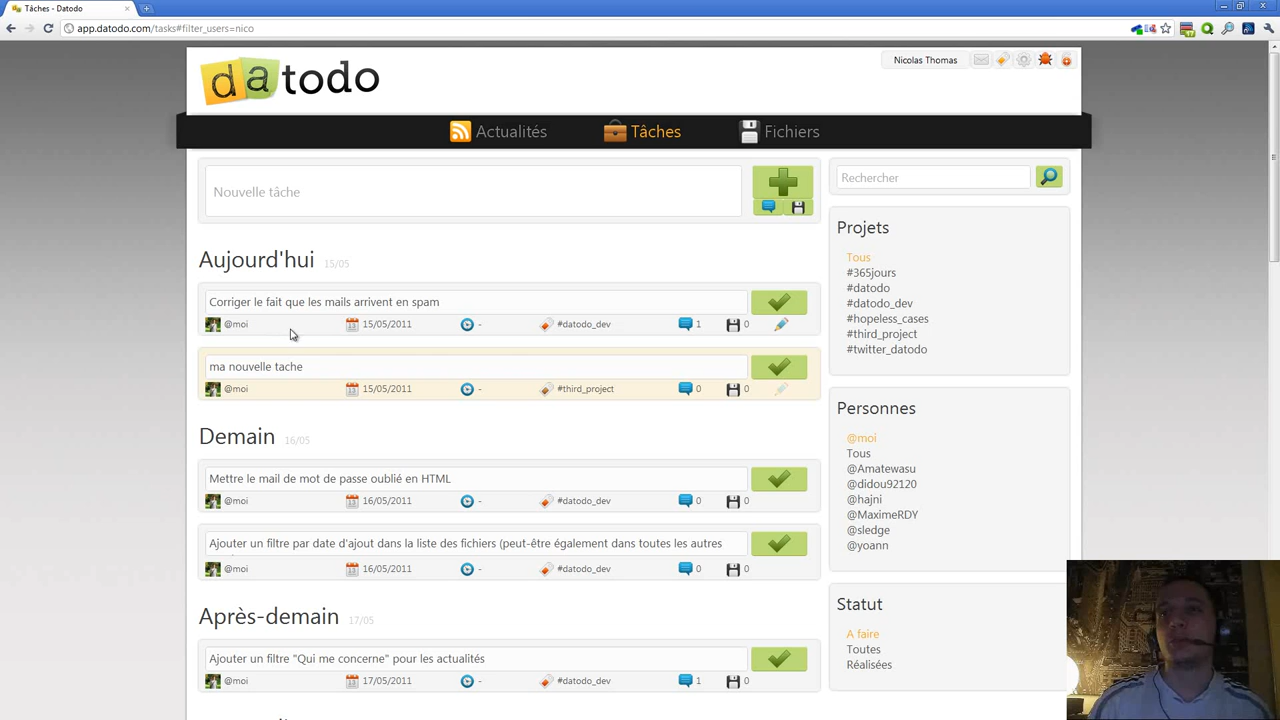 Tâches - Datodo
app.datodo.com/tasks#filter_users=nico
datodo
Nicolas Thomas
Actualités
Tâches
Fichiers
Nouvelle tâche
Rechercher
Aujourd'hui 15/05
Corriger le fait que les mails arrivent en spam
@moi 15/05/2011 - #datodo_dev 1 0
ma nouvelle tache
@moi 15/05/2011 - #third_project 0 0
Demain 16/05
Mettre le mail de mot de passe oublié en HTML
@moi 16/05/2011 - #datodo_dev 0 0
Ajouter un filtre par date d'ajout dans la liste des fichiers (peut-être également dans toutes les autres
@moi 16/05/2011 - #datodo_dev 0 0
Après-demain 17/05
Ajouter un filtre "Qui me concerne" pour les actualités
@moi 17/05/2011 - #datodo_dev 1 0
Projets
Tous
#365jours
#datodo
#datodo_dev
#hopeless_cases
#third_project
#twitter_datodo
Personnes
@moi
Tous
@Amatewasu
@didou92120
@hajni
@MaximeRDY
@sledge
@yoann
Statut
A faire
Toutes
Réalisées